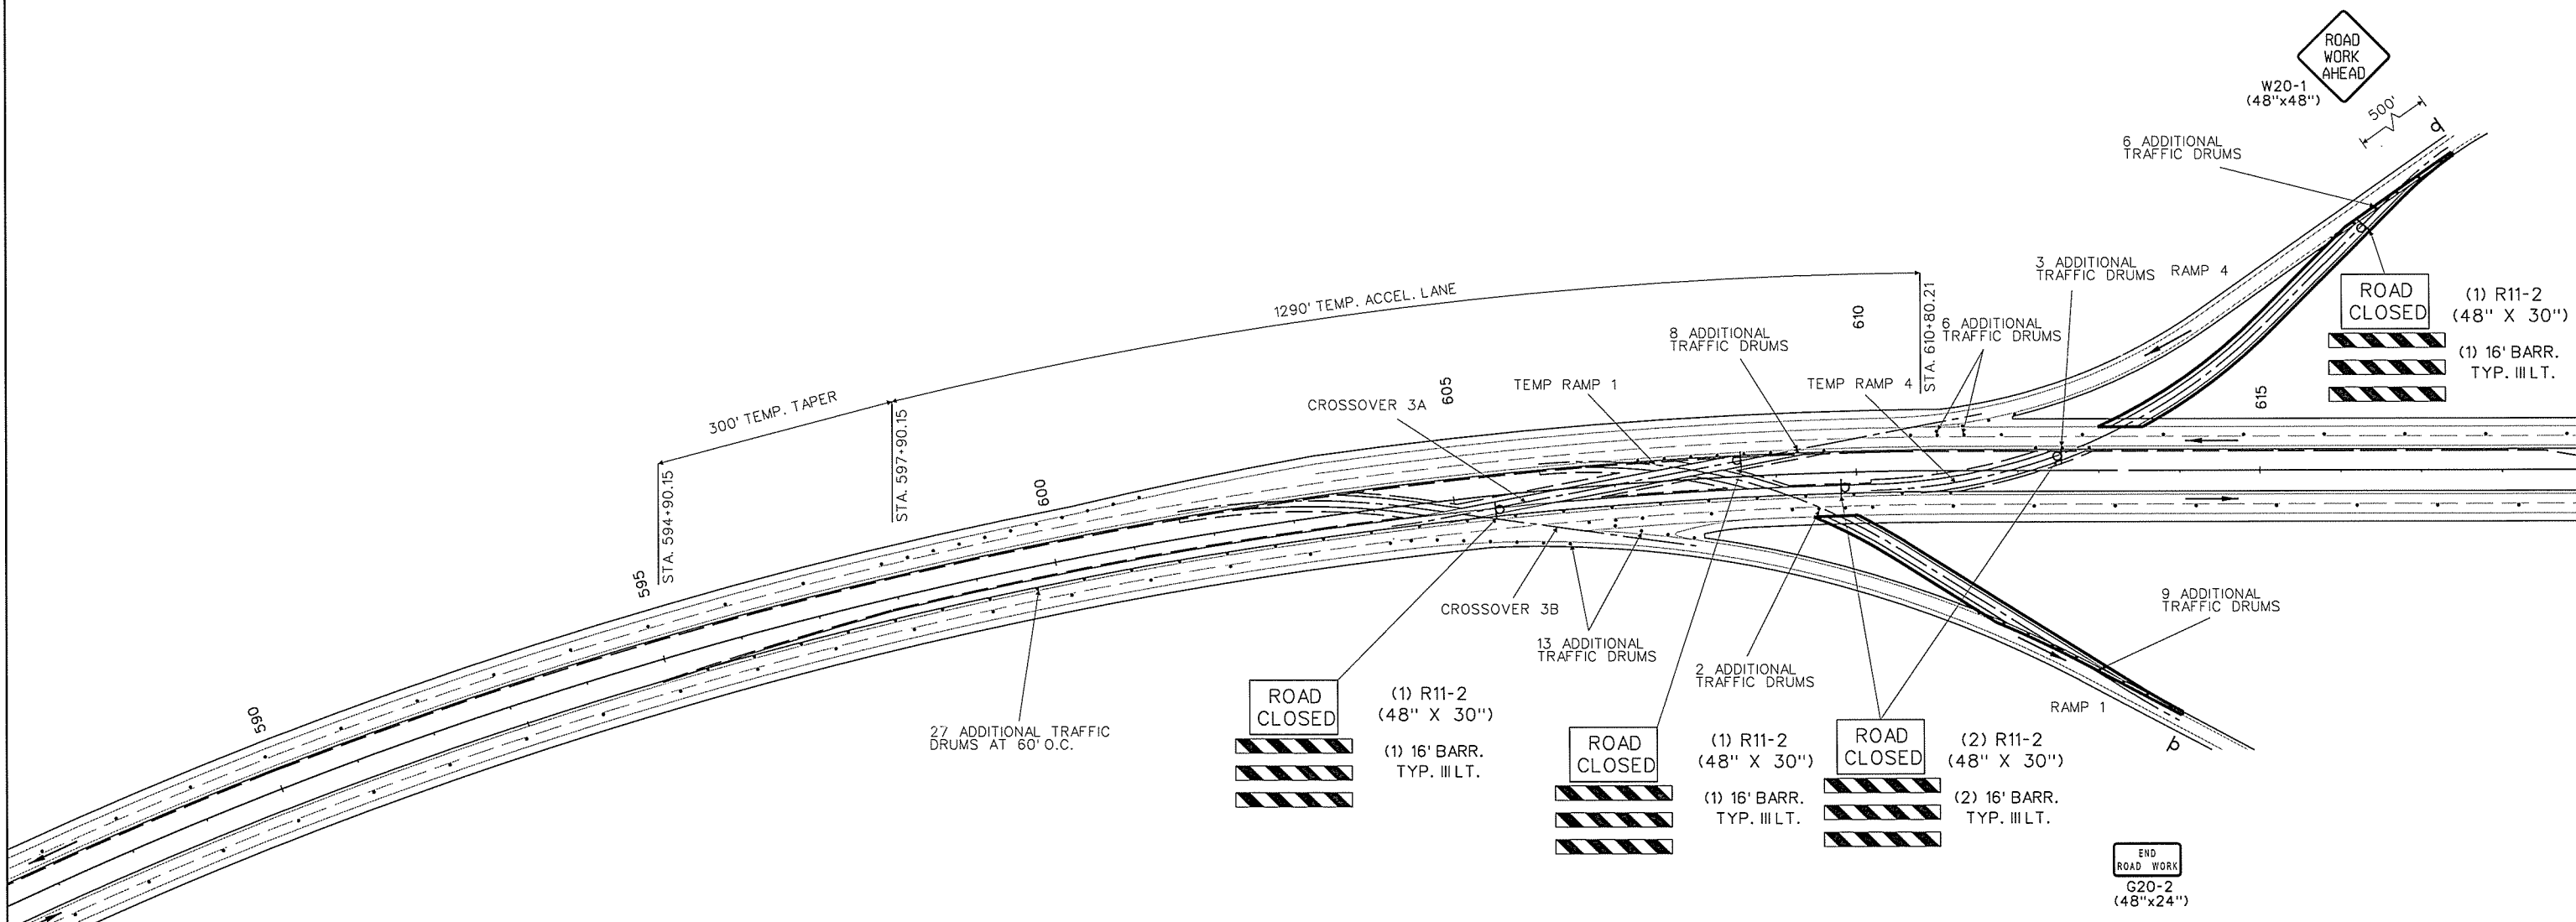 ROAD
WORK
AHEAD
W20-1
(48"x48")
500'
6 ADDITIONAL
TRAFFIC DRUMS
3 ADDITIONAL
TRAFFIC DRUMS
RAMP 4
ROAD
CLOSED
(1) R11-2
(48" X 30")
(1) 16' BARR.
TYP. III LT.
1290' TEMP. ACCEL. LANE
STA. 610+80.21
610
6 ADDITIONAL
TRAFFIC DRUMS
8 ADDITIONAL
TRAFFIC DRUMS
TEMP RAMP 1
TEMP RAMP 4
605
CROSSOVER 3A
615
300' TEMP. TAPER
STA. 597+90.15
STA. 594+90.15
600
595
590
CROSSOVER 3B
13 ADDITIONAL
TRAFFIC DRUMS
2 ADDITIONAL
TRAFFIC DRUMS
9 ADDITIONAL
TRAFFIC DRUMS
RAMP 1
27 ADDITIONAL TRAFFIC
DRUMS AT 60' O.C.
ROAD
CLOSED
(1) R11-2
(48" X 30")
(1) 16' BARR.
TYP. III LT.
ROAD
CLOSED
(1) R11-2
(48" X 30")
(1) 16' BARR.
TYP. III LT.
ROAD
CLOSED
(2) R11-2
(48" X 30")
(2) 16' BARR.
TYP. III LT.
END
ROAD WORK
G20-2
(48"x24")